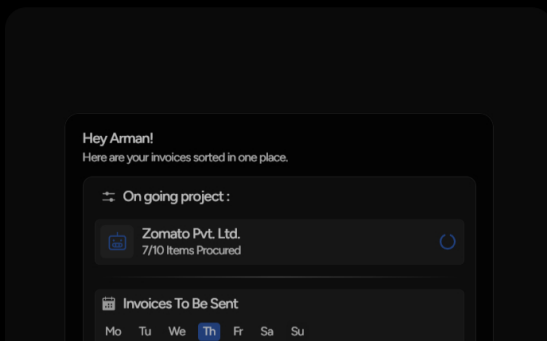 Hey Arman!
Here are your invoices sorted in one place.
On going project :
Zomato Pvt. Ltd.
7/10 Items Procured
Invoices To Be Sent
Mo Tu We Th Fr Sa Su